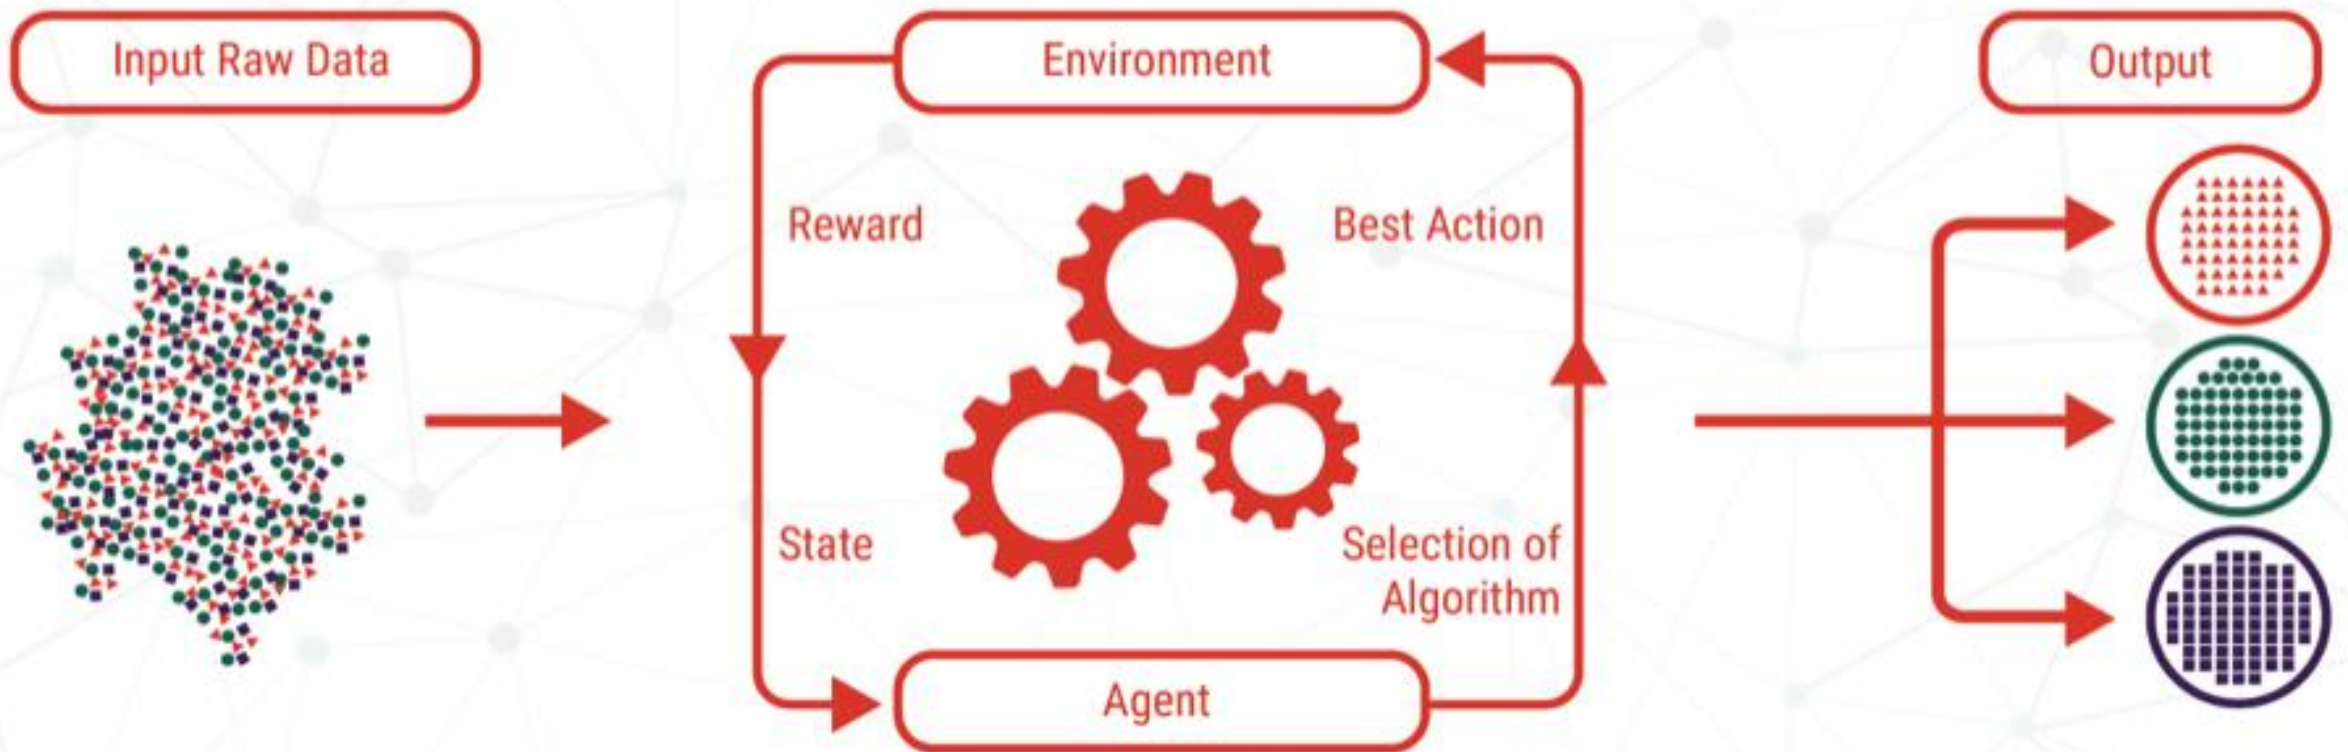 Input Raw Data
Environment
Output
Reward
Best Action
State
Selection of
Algorithm
Agent